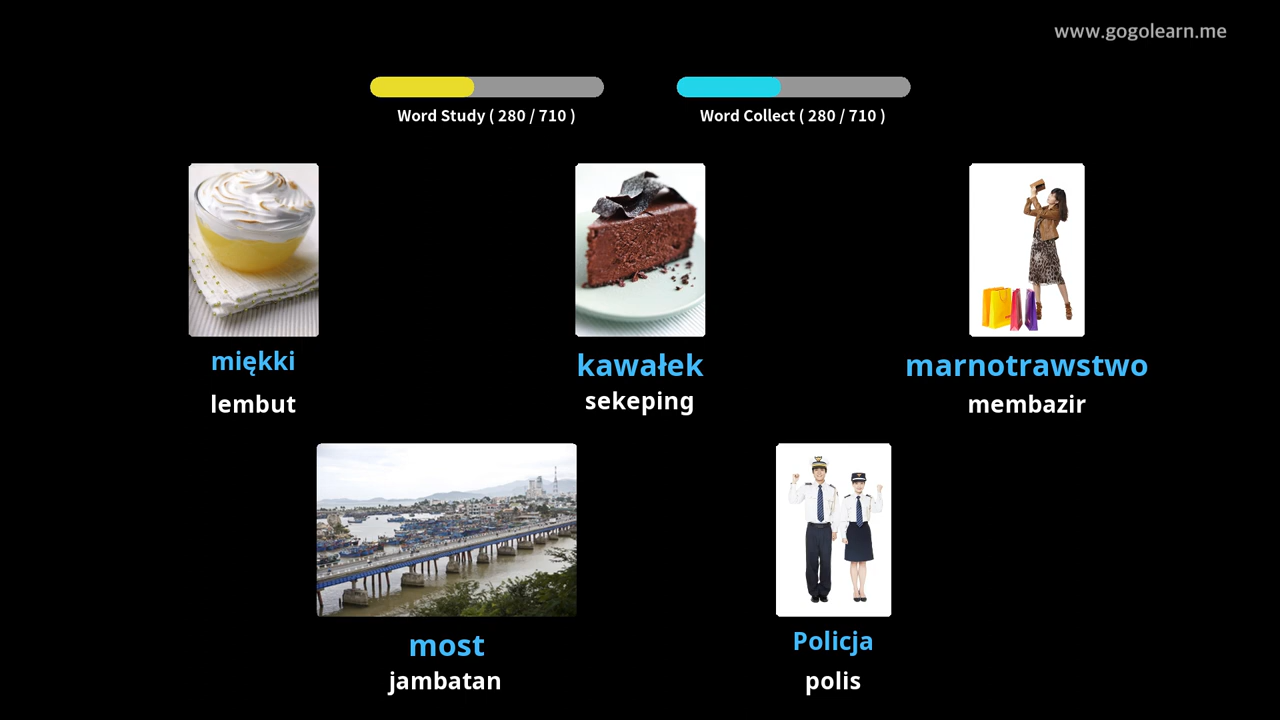 www.gogolearn.me
Word Study ( 280 / 710 )
Word Collect ( 280 / 710 )
miękki
lembut
kawałek
sekeping
marnotrawstwo
membazir
most
jambatan
Policja
polis